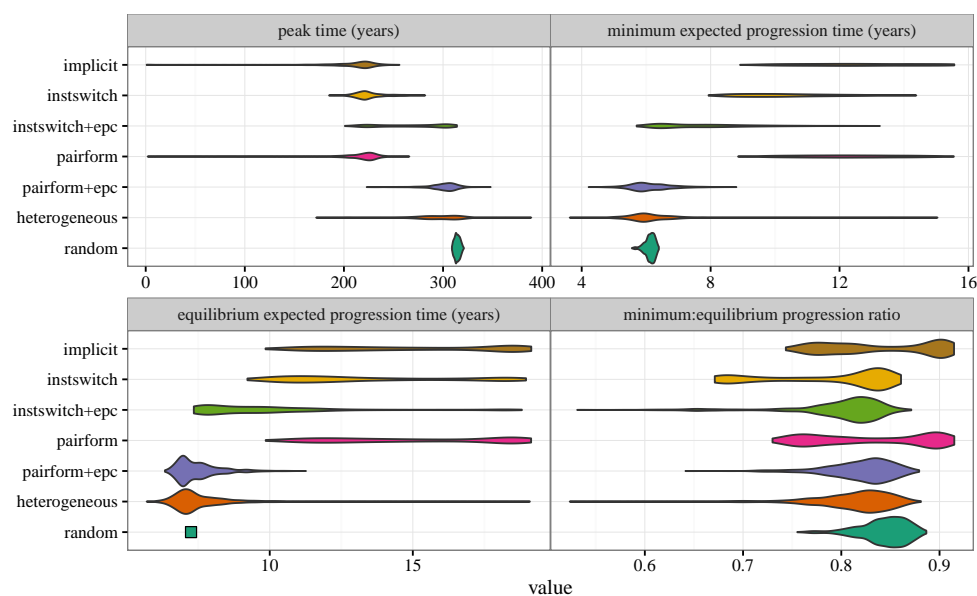 peak time (years)
minimum expected progression time (years)
implicit
instswitch
instswitch+epc
pairform
pairform+epc
heterogeneous
random
0 100 200 300 400 4 8 12 16
equilibrium expected progression time (years)
minimum:equilibrium progression ratio
implicit
instswitch
instswitch+epc
pairform
pairform+epc
heterogeneous
random
10 15 0.6 0.7 0.8 0.9
value